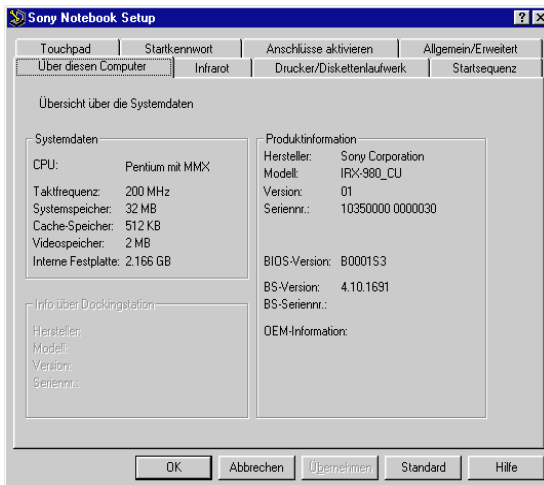 Sony Notebook Setup
Touchpad
Startkennwort
Anschlüsse aktivieren
Allgemein/Erweitert
Über diesen Computer
Infrarot
Drucker/Diskettenlaufwerk
Startsequenz
Übersicht über die Systemdaten
Systemdaten
CPU: Pentium mit MMX
Taktfrequenz: 200 MHz
Systemspeicher: 32 MB
Cache-Speicher: 512 KB
Videospeicher: 2 MB
Interne Festplatte: 2.166 GB
Info über Dockingstation
Hersteller:
Modell:
Version:
Seriennr.:
Produktinformation
Hersteller: Sony Corporation
Modell: IRX-980_CU
Version: 01
Seriennr.: 10350000 0000030
BIOS-Version: B0001S3
BS-Version: 4.10.1691
BS-Seriennr.:
OEM-Information:
OK
Abbrechen
Übernehmen
Standard
Hilfe